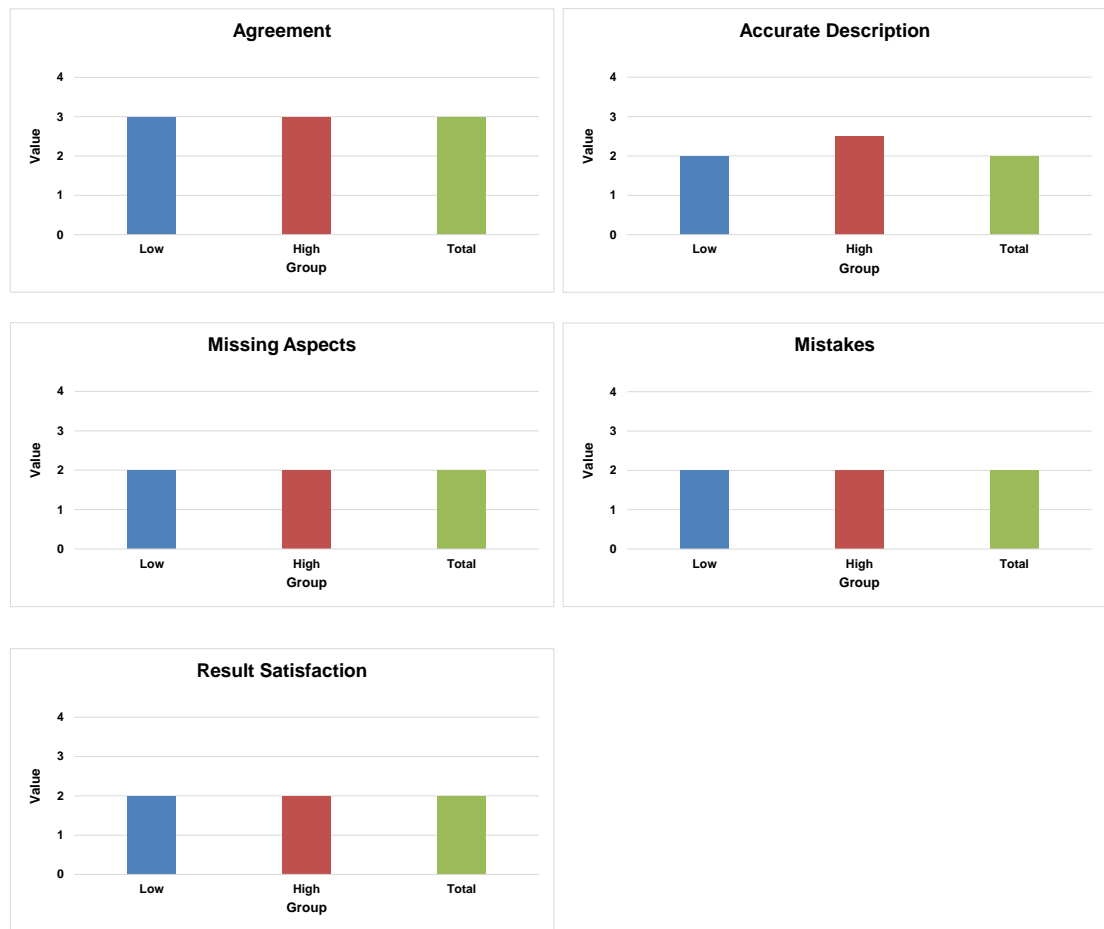 Agreement
4
3
2
1
0
Value
Low High Total
Group
Accurate Description
4
3
2
1
0
Value
Low High Total
Group
Missing Aspects
4
3
2
1
0
Value
Low High Total
Group
Mistakes
4
3
2
1
0
Value
Low High Total
Group
Result Satisfaction
4
3
2
1
0
Value
Low High Total
Group